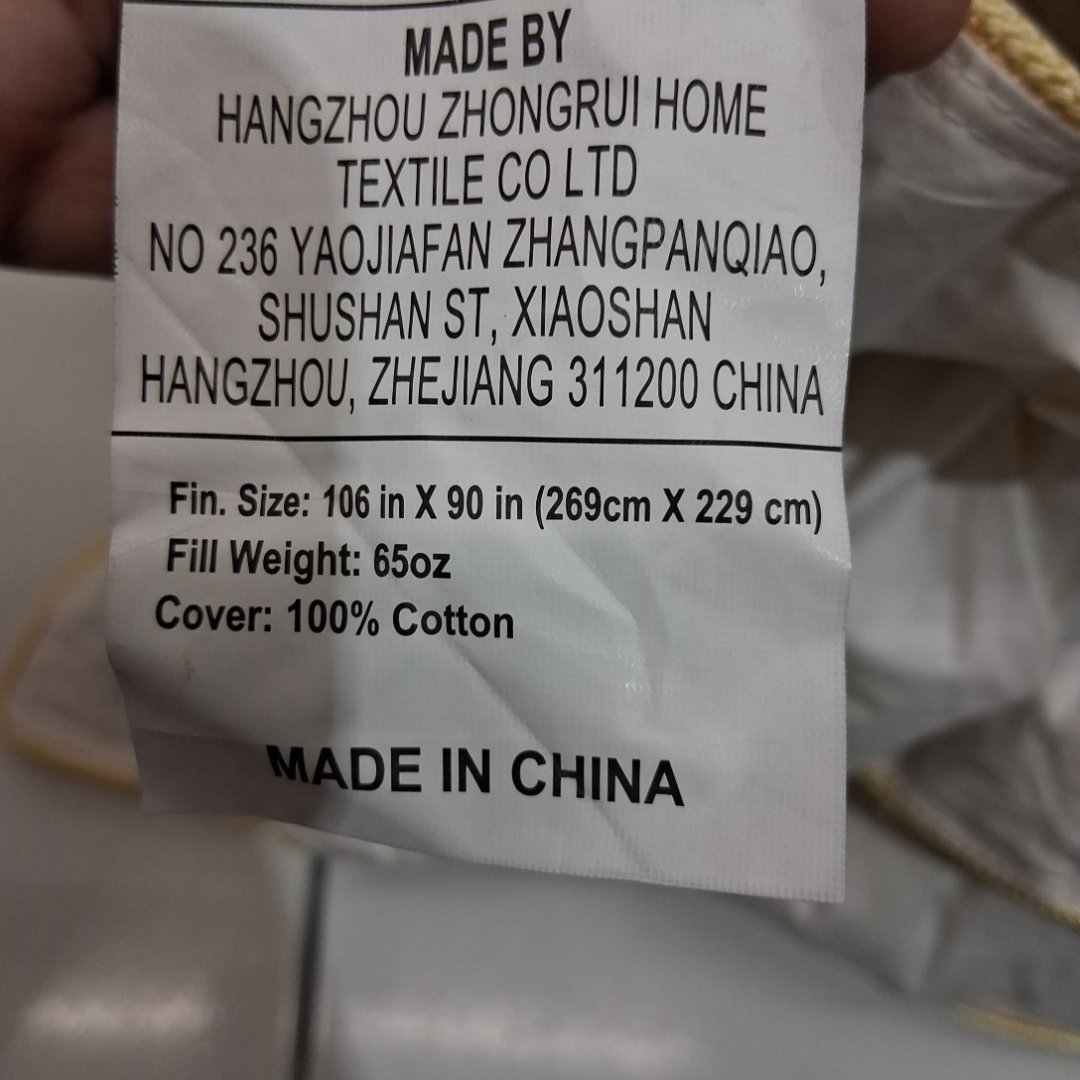 MADE BY
HANGZHOU ZHONGRUI HOME
TEXTILE CO LTD
NO 236 YAOJIAFAN ZHANGPANQIAO,
SHUSHAN ST, XIAOSHAN
HANGZHOU, ZHEJIANG 311200 CHINA
Fin. Size: 106 in X 90 in (269cm X 229 cm)
Fill Weight: 65oz
Cover: 100% Cotton
MADE IN CHINA